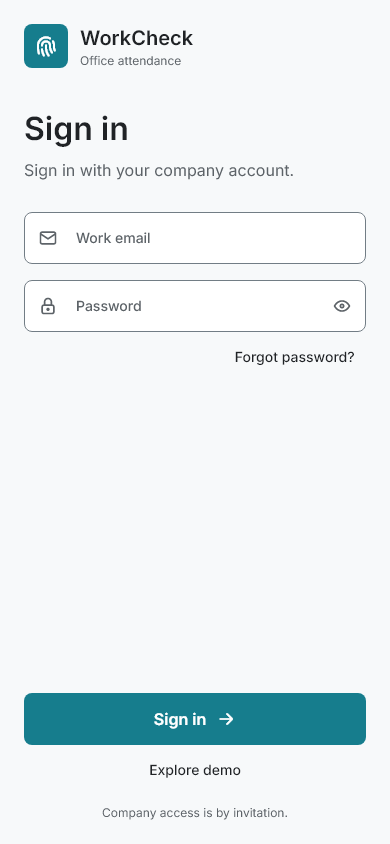 WorkCheck
Office attendance
Sign in
Sign in with your company account.
Work email
Password
Forgot password?
Sign in
Explore demo
Company access is by invitation.